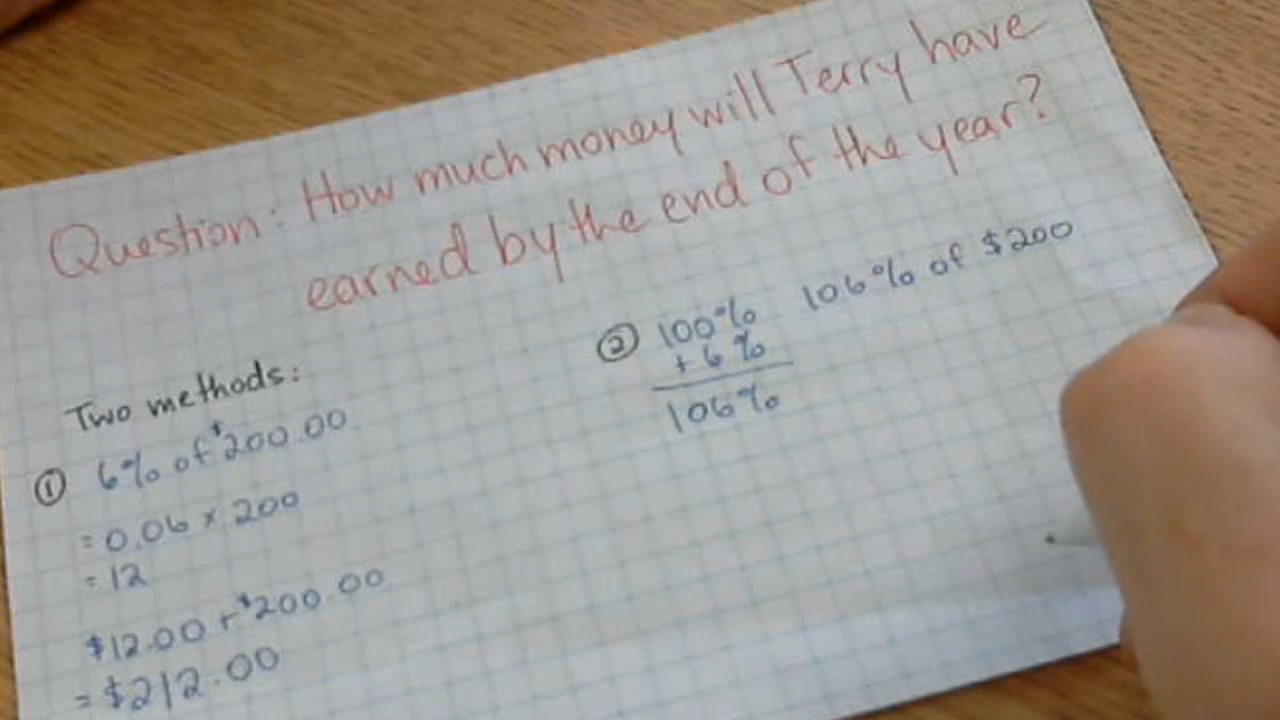 Question: How much money will Terry have
earned by the end of the year?
Two methods:
① 6% of $200.00
= 0.06 x 200
= 12
$12.00 + $200.00
= $212.00
② 100% 106% of $200
+ 6%
106%